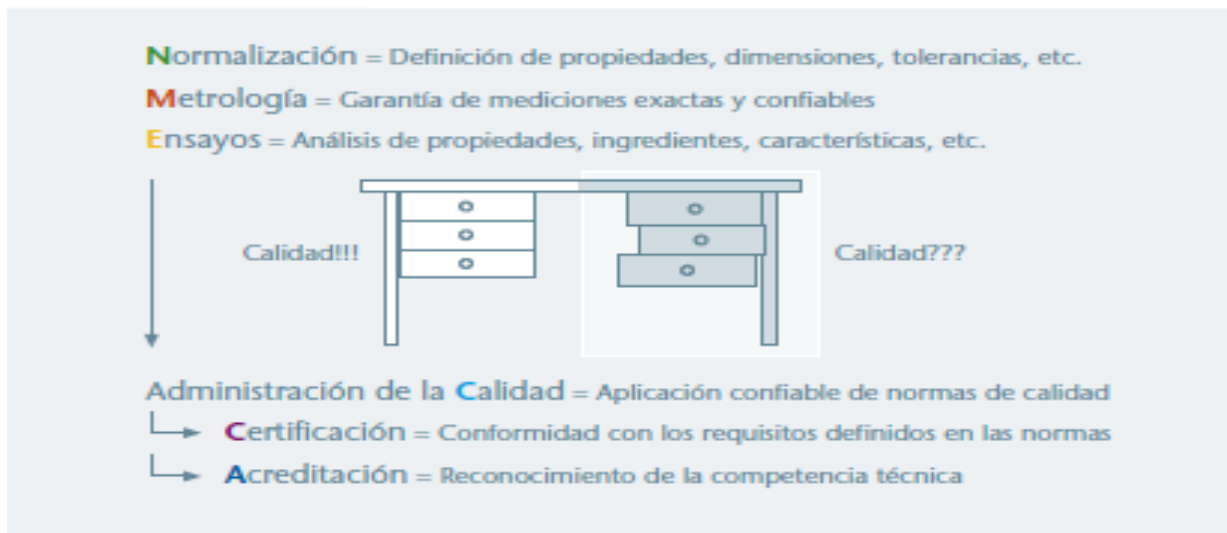 Normalización = Definición de propiedades, dimensiones, tolerancias, etc.
Metrología = Garantía de mediciones exactas y confiables
Ensayos = Análisis de propiedades, ingredientes, características, etc.
Calidad!!!
Calidad???
Administración de la Calidad = Aplicación confiable de normas de calidad
Certificación = Conformidad con los requisitos definidos en las normas
Acreditación = Reconocimiento de la competencia técnica